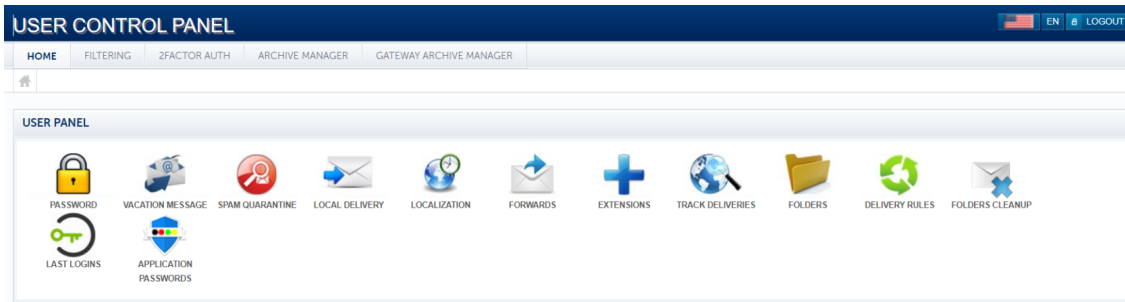 USER CONTROL PANEL
EN LOGOUT
HOME FILTERING 2FACTOR AUTH ARCHIVE MANAGER GATEWAY ARCHIVE MANAGER
USER PANEL
PASSWORD VACATION MESSAGE SPAM QUARANTINE LOCAL DELIVERY LOCALIZATION FORWARDS EXTENSIONS TRACK DELIVERIES FOLDERS DELIVERY RULES FOLDERS CLEANUP
LAST LOGINS APPLICATION
PASSWORDS